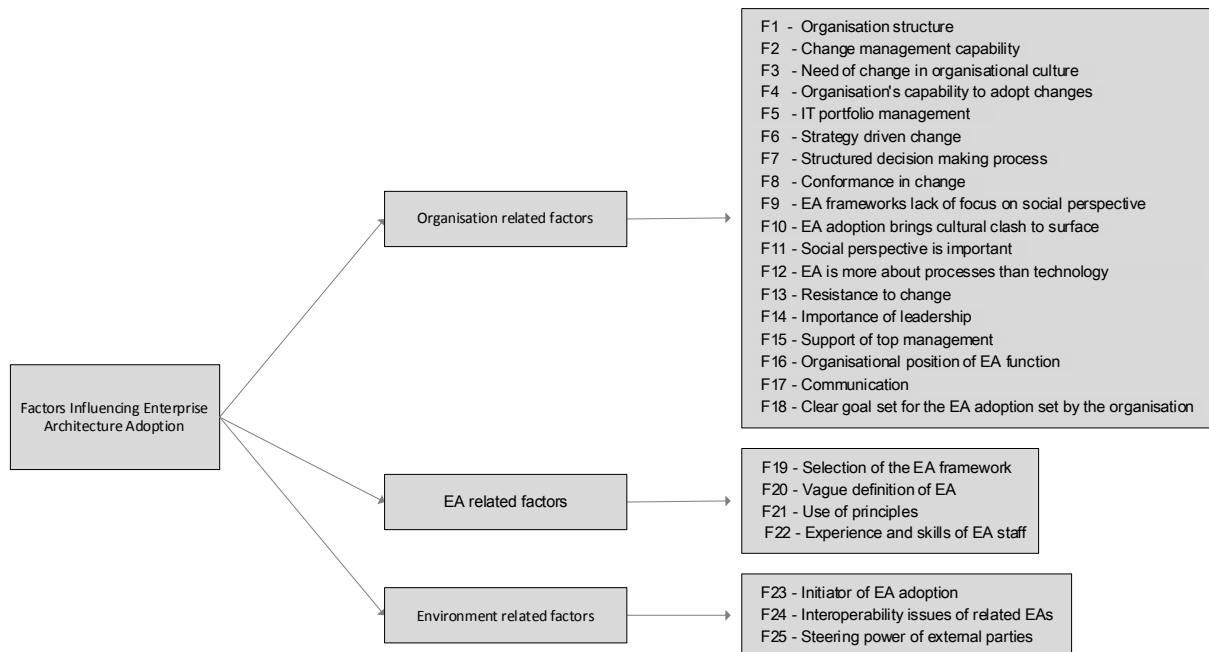 F1 - Organisation structure
F2 - Change management capability
F3 - Need of change in organisational culture
F4 - Organisation's capability to adopt changes
F5 - IT portfolio management
F6 - Strategy driven change
F7 - Structured decision making process
F8 - Conformance in change
F9 - EA frameworks lack of focus on social perspective
F10 - EA adoption brings cultural clash to surface
F11 - Social perspective is important
F12 - EA is more about processes than technology
F13 - Resistance to change
F14 - Importance of leadership
F15 - Support of top management
F16 - Organisational position of EA function
F17 - Communication
F18 - Clear goal set for the EA adoption set by the organisation
Organisation related factors
Factors Influencing Enterprise
Architecture Adoption
EA related factors
F19 - Selection of the EA framework
F20 - Vague definition of EA
F21 - Use of principles
F22 - Experience and skills of EA staff
Environment related factors
F23 - Initiator of EA adoption
F24 - Interoperability issues of related EAs
F25 - Steering power of external parties